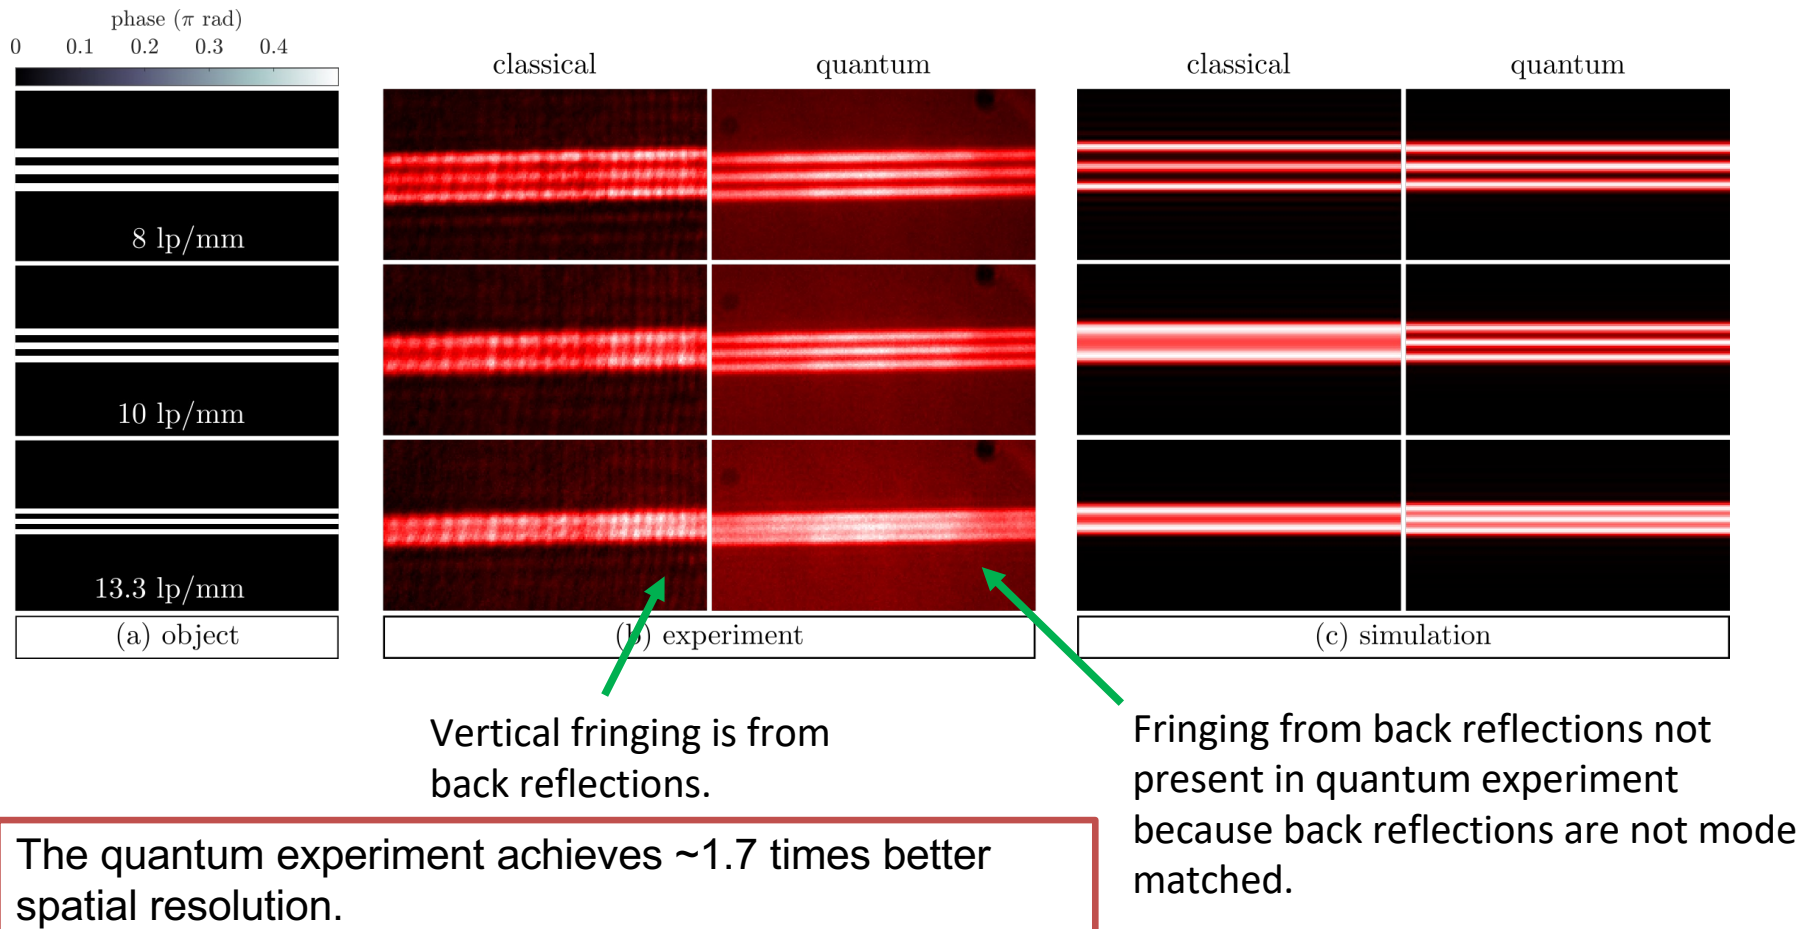 phase (π rad)
0 0.1 0.2 0.3 0.4
classical quantum classical quantum
8 lp/mm
10 lp/mm
13.3 lp/mm
(a) object
(b) experiment
(c) simulation
Vertical fringing is from
back reflections.
Fringing from back reflections not
present in quantum experiment
because back reflections are not mode
matched.
The quantum experiment achieves ~1.7 times better
spatial resolution.